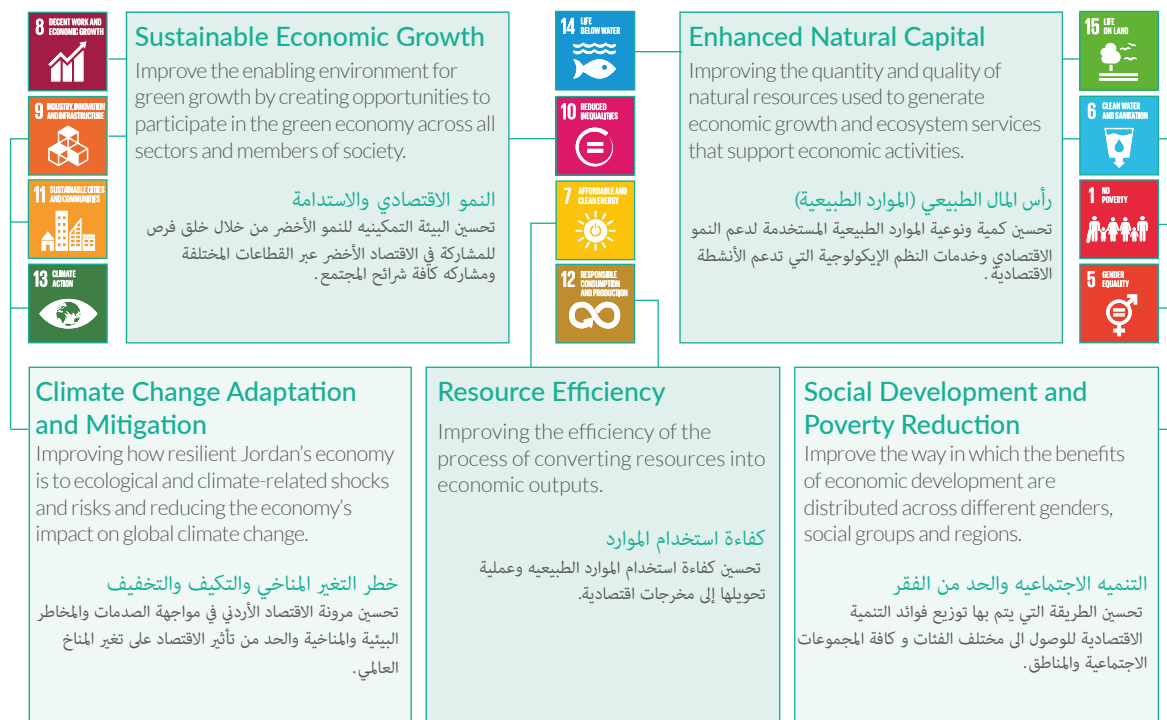 8 DECENT WORK AND
ECONOMIC GROWTH
9 INDUSTRY, INNOVATION
AND INFRASTRUCTURE
11 SUSTAINABLE CITIES
AND COMMUNITIES
13 CLIMATE
ACTION
Sustainable Economic Growth
Improve the enabling environment for
green growth by creating opportunities to
participate in the green economy across all
sectors and members of society.
النمو الاقتصادي والاستدامة
تحسين البيئة التمكينيه للنمو الأخضر من خلال خلق فرص
للمشاركة في الاقتصاد الأخضر عبر القطاعات المختلفة
ومشاركه كافة شرائح المجتمع.
14 LIFE
BELOW WATER
10 REDUCED
INEQUALITIES
7 AFFORDABLE AND
CLEAN ENERGY
12 RESPONSIBLE
CONSUMPTION
AND PRODUCTION
Enhanced Natural Capital
Improving the quantity and quality of
natural resources used to generate
economic growth and ecosystem services
that support economic activities.
رأس المال الطبيعي (الموارد الطبيعية)
تحسين كمية ونوعية الموارد الطبيعية المستخدمة لدعم النمو
الاقتصادي وخدمات النظم الإيكولوجية التي تدعم الأنشطة
الاقتصادية.
15 LIFE
ON LAND
6 CLEAN WATER
AND SANITATION
1 NO
POVERTY
5 GENDER
EQUALITY
Climate Change Adaptation
and Mitigation
Improving how resilient Jordan's economy
is to ecological and climate-related shocks
and risks and reducing the economy's
impact on global climate change.
خطر التغير المناخي والتكيف والتخفيف
تحسين مرونة الاقتصاد الأردني في مواجهة الصدمات والمخاطر
البيئية والمناخية والحد من تأثير الاقتصاد على تغير المناخ
العالمي.
Resource Efficiency
Improving the efficiency of the
process of converting resources into
economic outputs.
كفاءة استخدام الموارد
تحسين كفاءة استخدام الموارد الطبيعيه وعملية
تحويلها إلى مخرجات اقتصادية.
Social Development and
Poverty Reduction
Improve the way in which the benefits
of economic development are
distributed across different genders,
social groups and regions.
التنميه الاجتماعيه والحد من الفقر
تحسين الطريقة التي يتم بها توزيع فوائد التنمية
الاقتصادية للوصول الى مختلف الفئات و كافة المجموعات
الاجتماعية والمناطق.